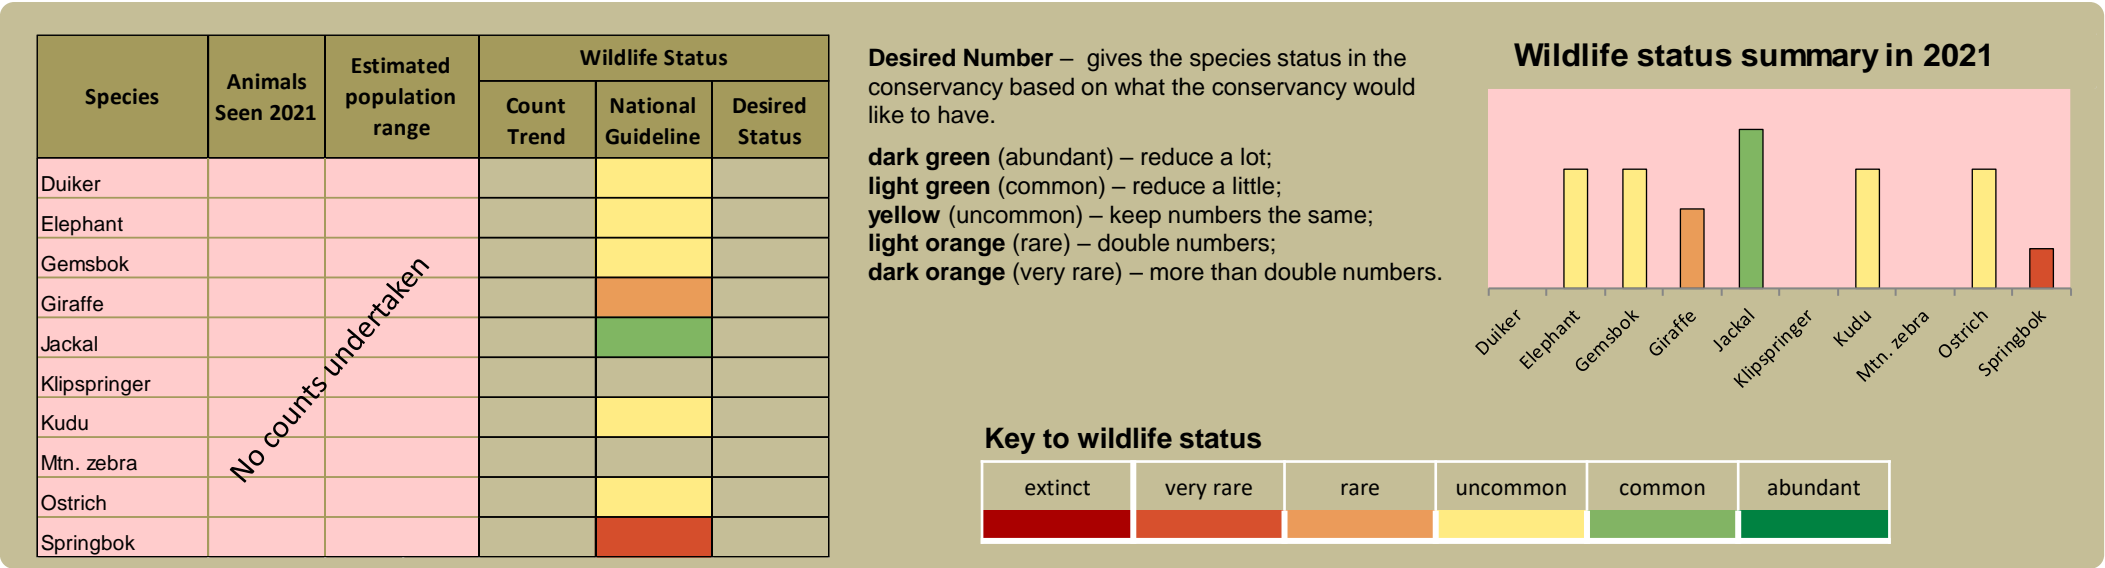 Species
Animals
Seen 2021
Estimated
population
range
Wildlife Status
Count
Trend
National
Guideline
Desired
Status
Duiker
Elephant
Gemsbok
Giraffe
Jackal
Klipspringer
Kudu
Mtn. zebra
Ostrich
Springbok
No counts undertaken
Desired Number – gives the species status in the
conservancy based on what the conservancy would
like to have.
dark green (abundant) – reduce a lot;
light green (common) – reduce a little;
yellow (uncommon) – keep numbers the same;
light orange (rare) – double numbers;
dark orange (very rare) – more than double numbers.
Wildlife status summary in 2021
Duiker
Elephant
Gemsbok
Giraffe
Jackal
Klipspringer
Kudu
Mtn. zebra
Ostrich
Springbok
Key to wildlife status
extinct very rare rare uncommon common abundant